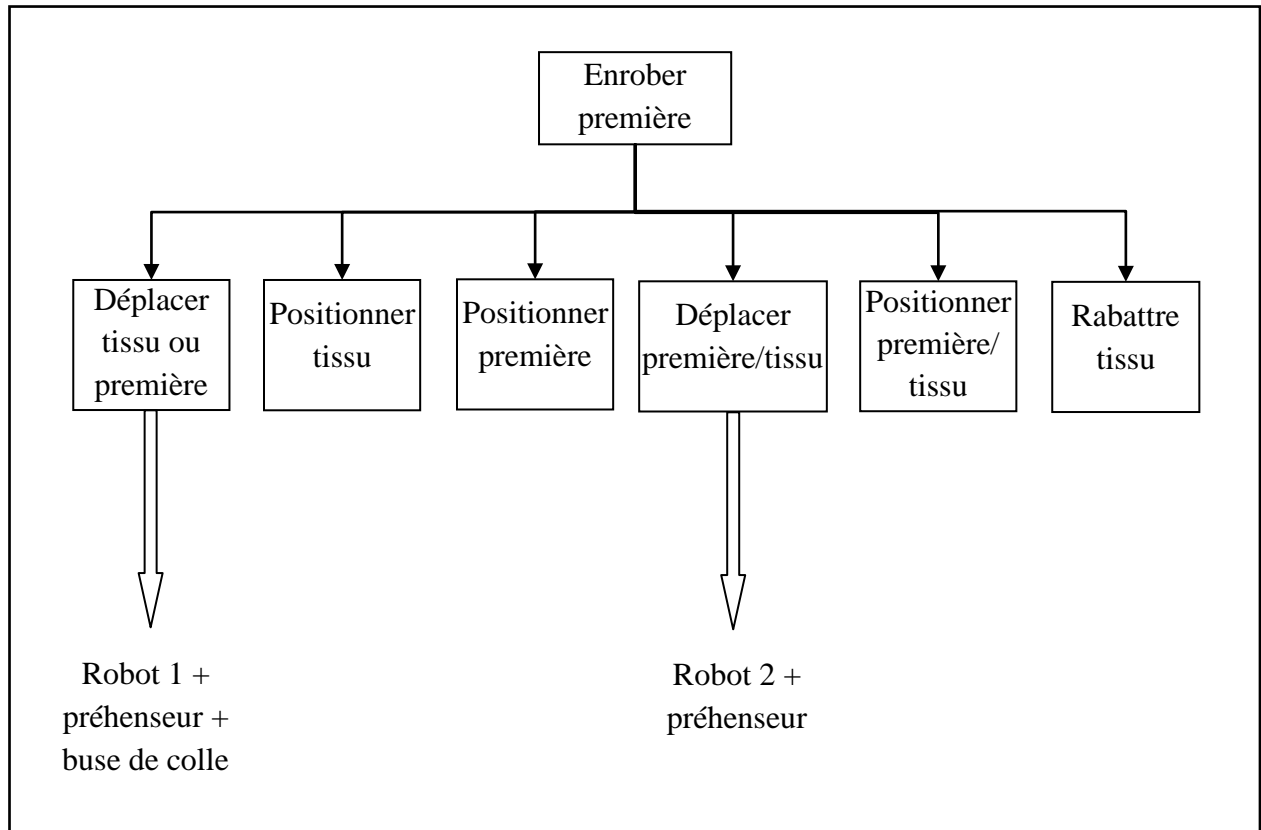 Enrober
première
Déplacer
tissu ou
première
Positionner
tissu
Positionner
première
Déplacer
première/tissu
Positionner
première/
tissu
Rabattre
tissu
Robot 1 +
préhenseur +
buse de colle
Robot 2 +
préhenseur